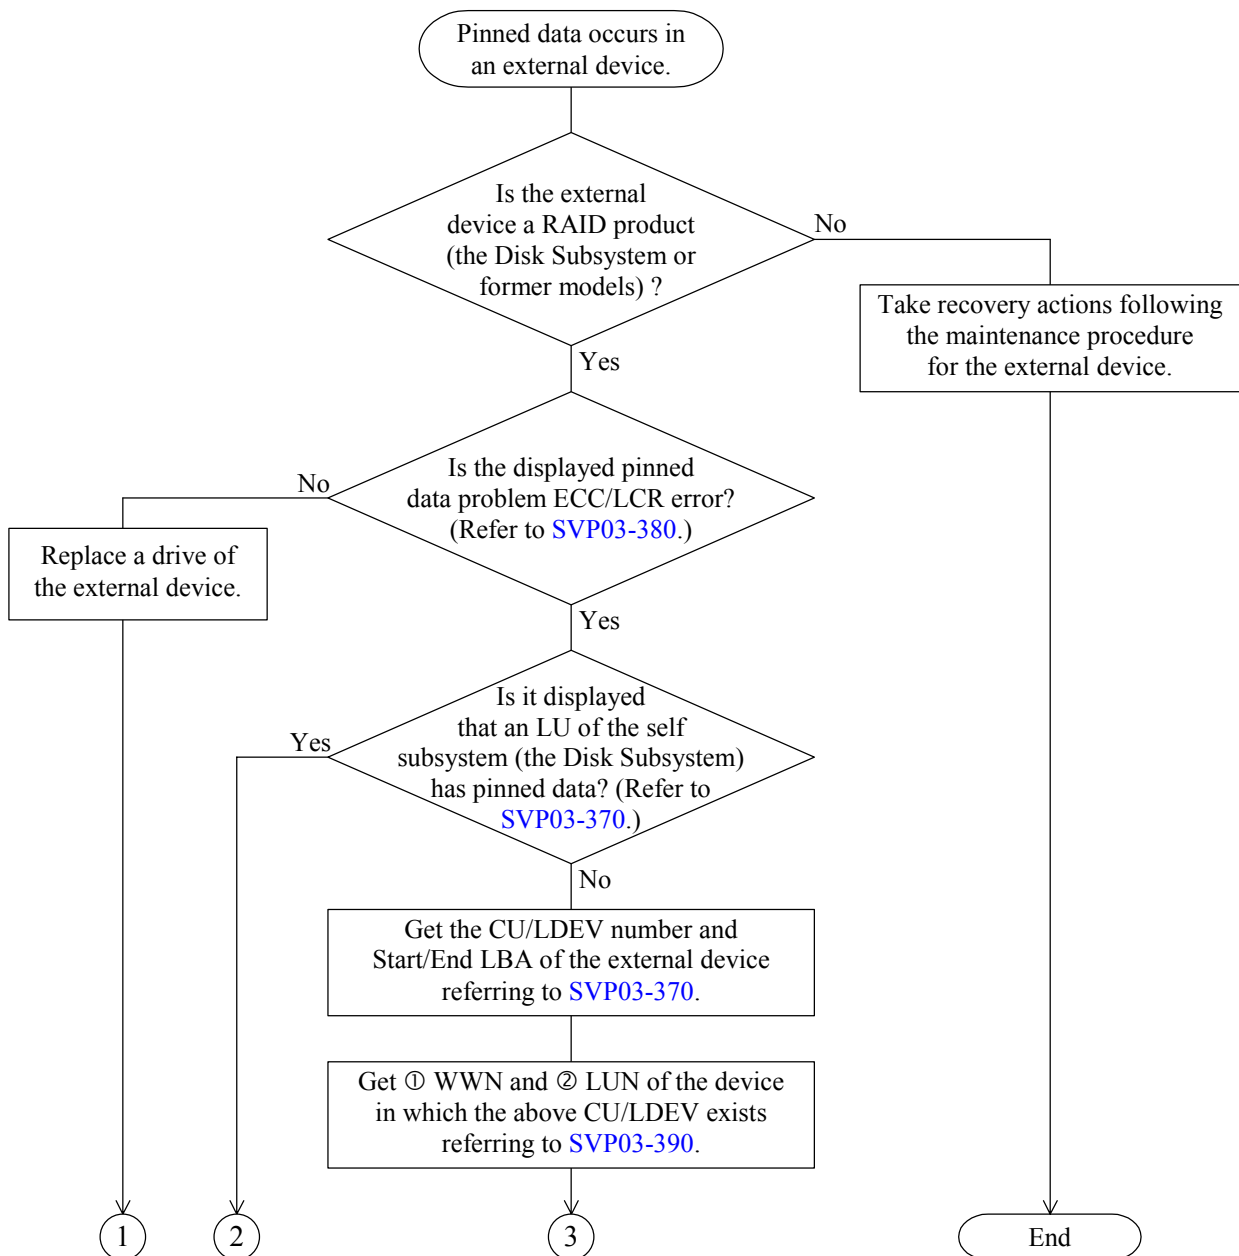 Pinned data occurs in
an external device.
Is the external
device a RAID product
(the Disk Subsystem or
former models) ?
No
Yes
Take recovery actions following
the maintenance procedure
for the external device.
Is the displayed pinned
data problem ECC/LCR error?
(Refer to SVP03-380.)
No
Yes
Replace a drive of
the external device.
Is it displayed
that an LU of the self
subsystem (the Disk Subsystem)
has pinned data? (Refer to
SVP03-370.)
Yes
No
Get the CU/LDEV number and
Start/End LBA of the external device
referring to SVP03-370.
Get ① WWN and ② LUN of the device
in which the above CU/LDEV exists
referring to SVP03-390.
1
2
3
End